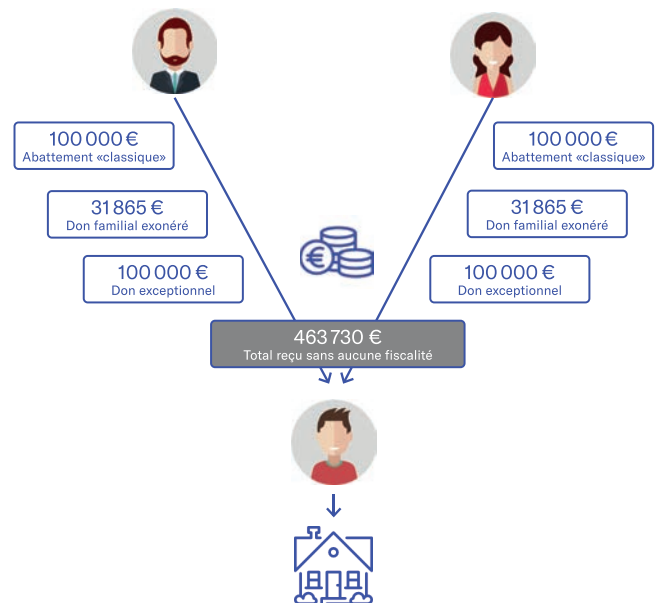 100 000 €
Abattement «classique»
100 000 €
Abattement «classique»
31 865 €
Don familial exonéré
31 865 €
Don familial exonéré
100 000 €
Don exceptionnel
100 000 €
Don exceptionnel
463 730 €
Total reçu sans aucune fiscalité